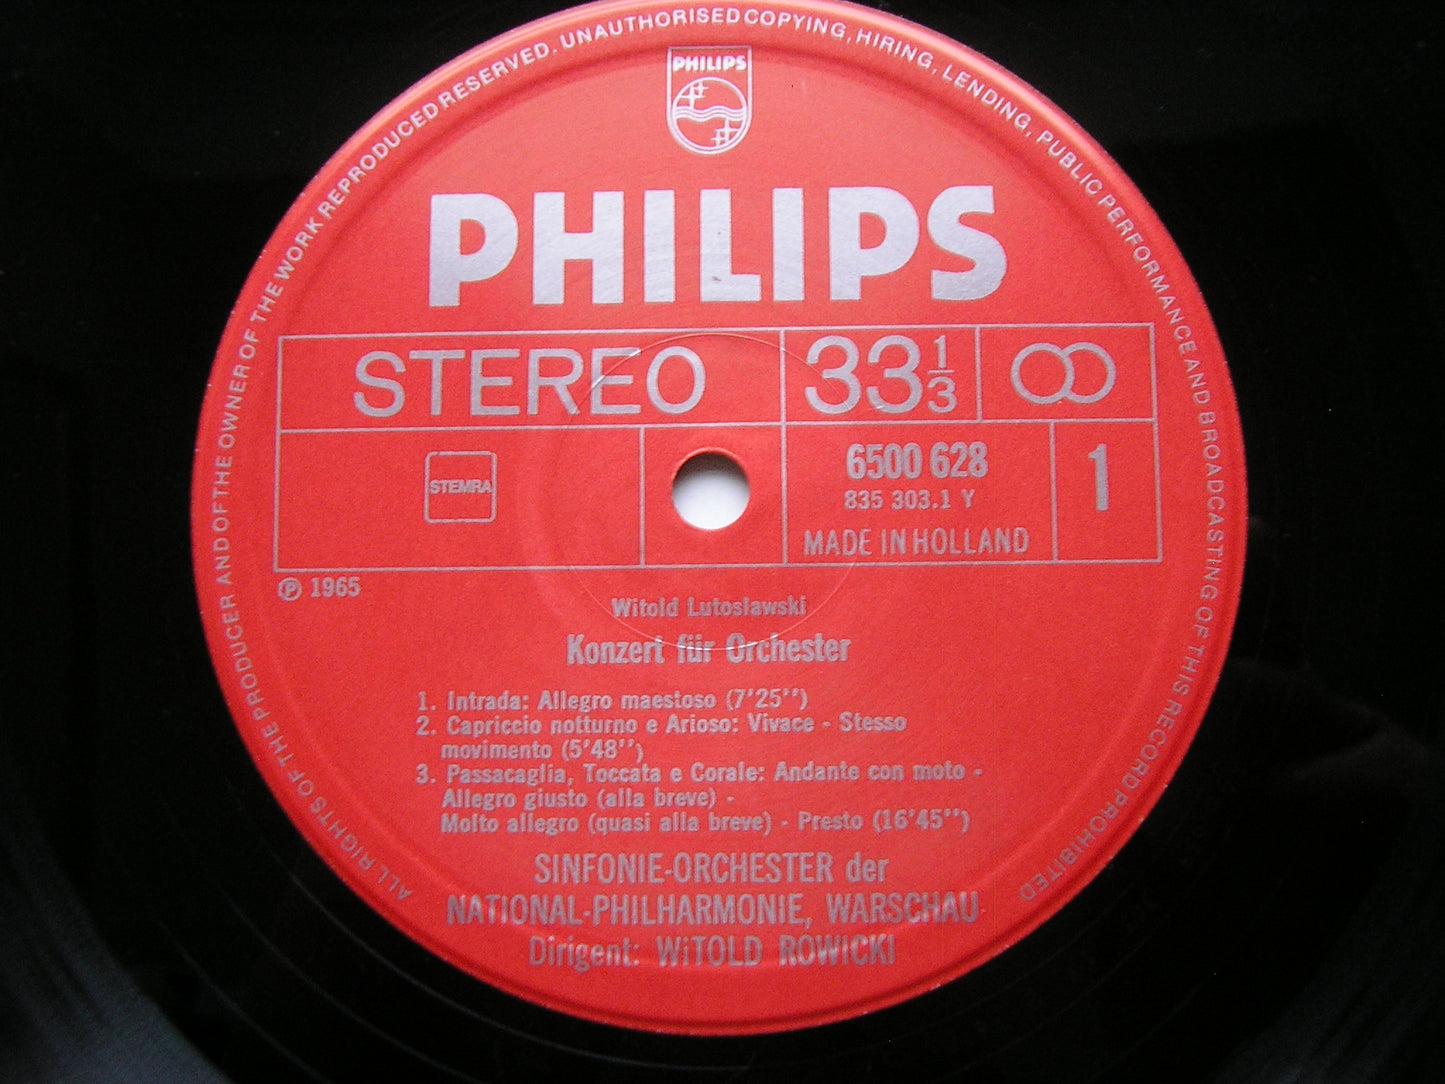 ALL RIGHTS OF THE PRODUCER AND OF THE OWNER OF THE WORK REPRODUCED RESERVED. UNAUTHORISED COPYING, HIRING, LENDING, PUBLIC PERFORMANCE AND BROADCASTING OF THIS RECORD PROHIBITED
PHILIPS
PHILIPS
STEREO
33 1/3
STEMRA
6500 628
835 303.1 Y
MADE IN HOLLAND
1
℗ 1965
Witold Lutoslawski
Konzert für Orchester
1. Intrada: Allegro maestoso (7'25'')
2. Capriccio notturno e Arioso: Vivace - Stesso
movimento (5'48'')
3. Passacaglia, Toccata e Corale: Andante con moto -
Allegro giusto (alla breve) -
Molto allegro (quasi alla breve) - Presto (16'45'')
SINFONIE-ORCHESTER der
NATIONAL-PHILHARMONIE, WARSCHAU
Dirigent: WiTOLD ROWICKI